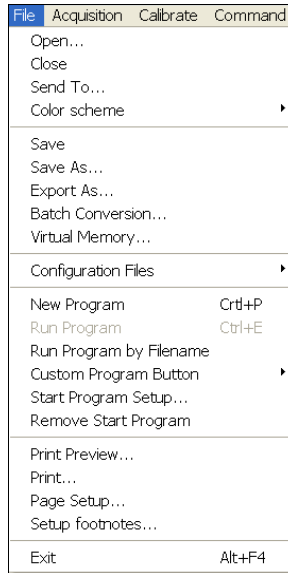 File Acquisition Calibrate Command
Open...
Close
Send To...
Color scheme
Save
Save As...
Export As...
Batch Conversion...
Virtual Memory...
Configuration Files
New Program Crtl+P
Run Program Ctrl+E
Run Program by Filename
Custom Program Button
Start Program Setup...
Remove Start Program
Print Preview...
Print...
Page Setup...
Setup footnotes...
Exit Alt+F4